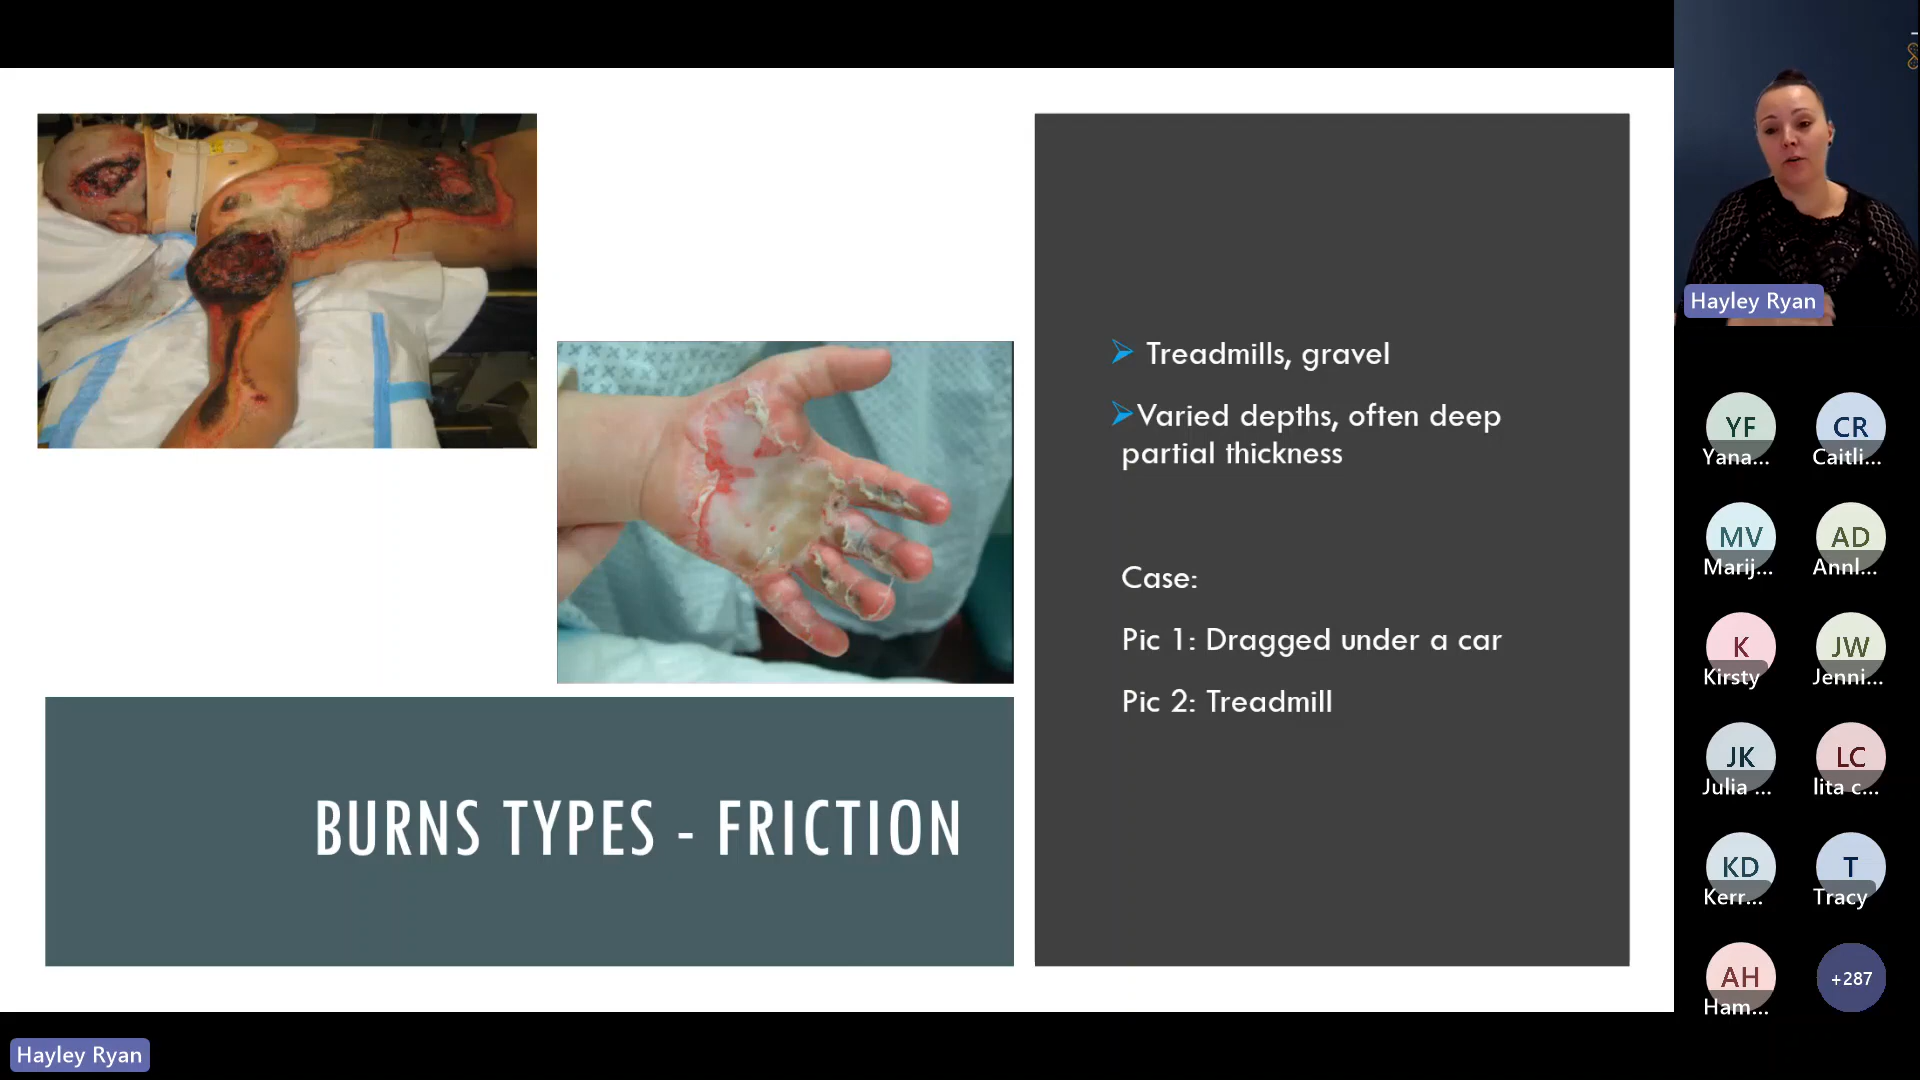 Treadmills, gravel
Varied depths, often deep
partial thickness
Case:
Pic 1: Dragged under a car
Pic 2: Treadmill
BURNS TYPES - FRICTION
Hayley Ryan
YF
Yana...
CR
Caitli...
MV
Marij...
AD
Annl...
K
Kirsty
JW
Jenni...
JK
Julia ...
LC
lita c...
KD
Kerr...
T
Tracy
AH
Ham...
+287
Hayley Ryan